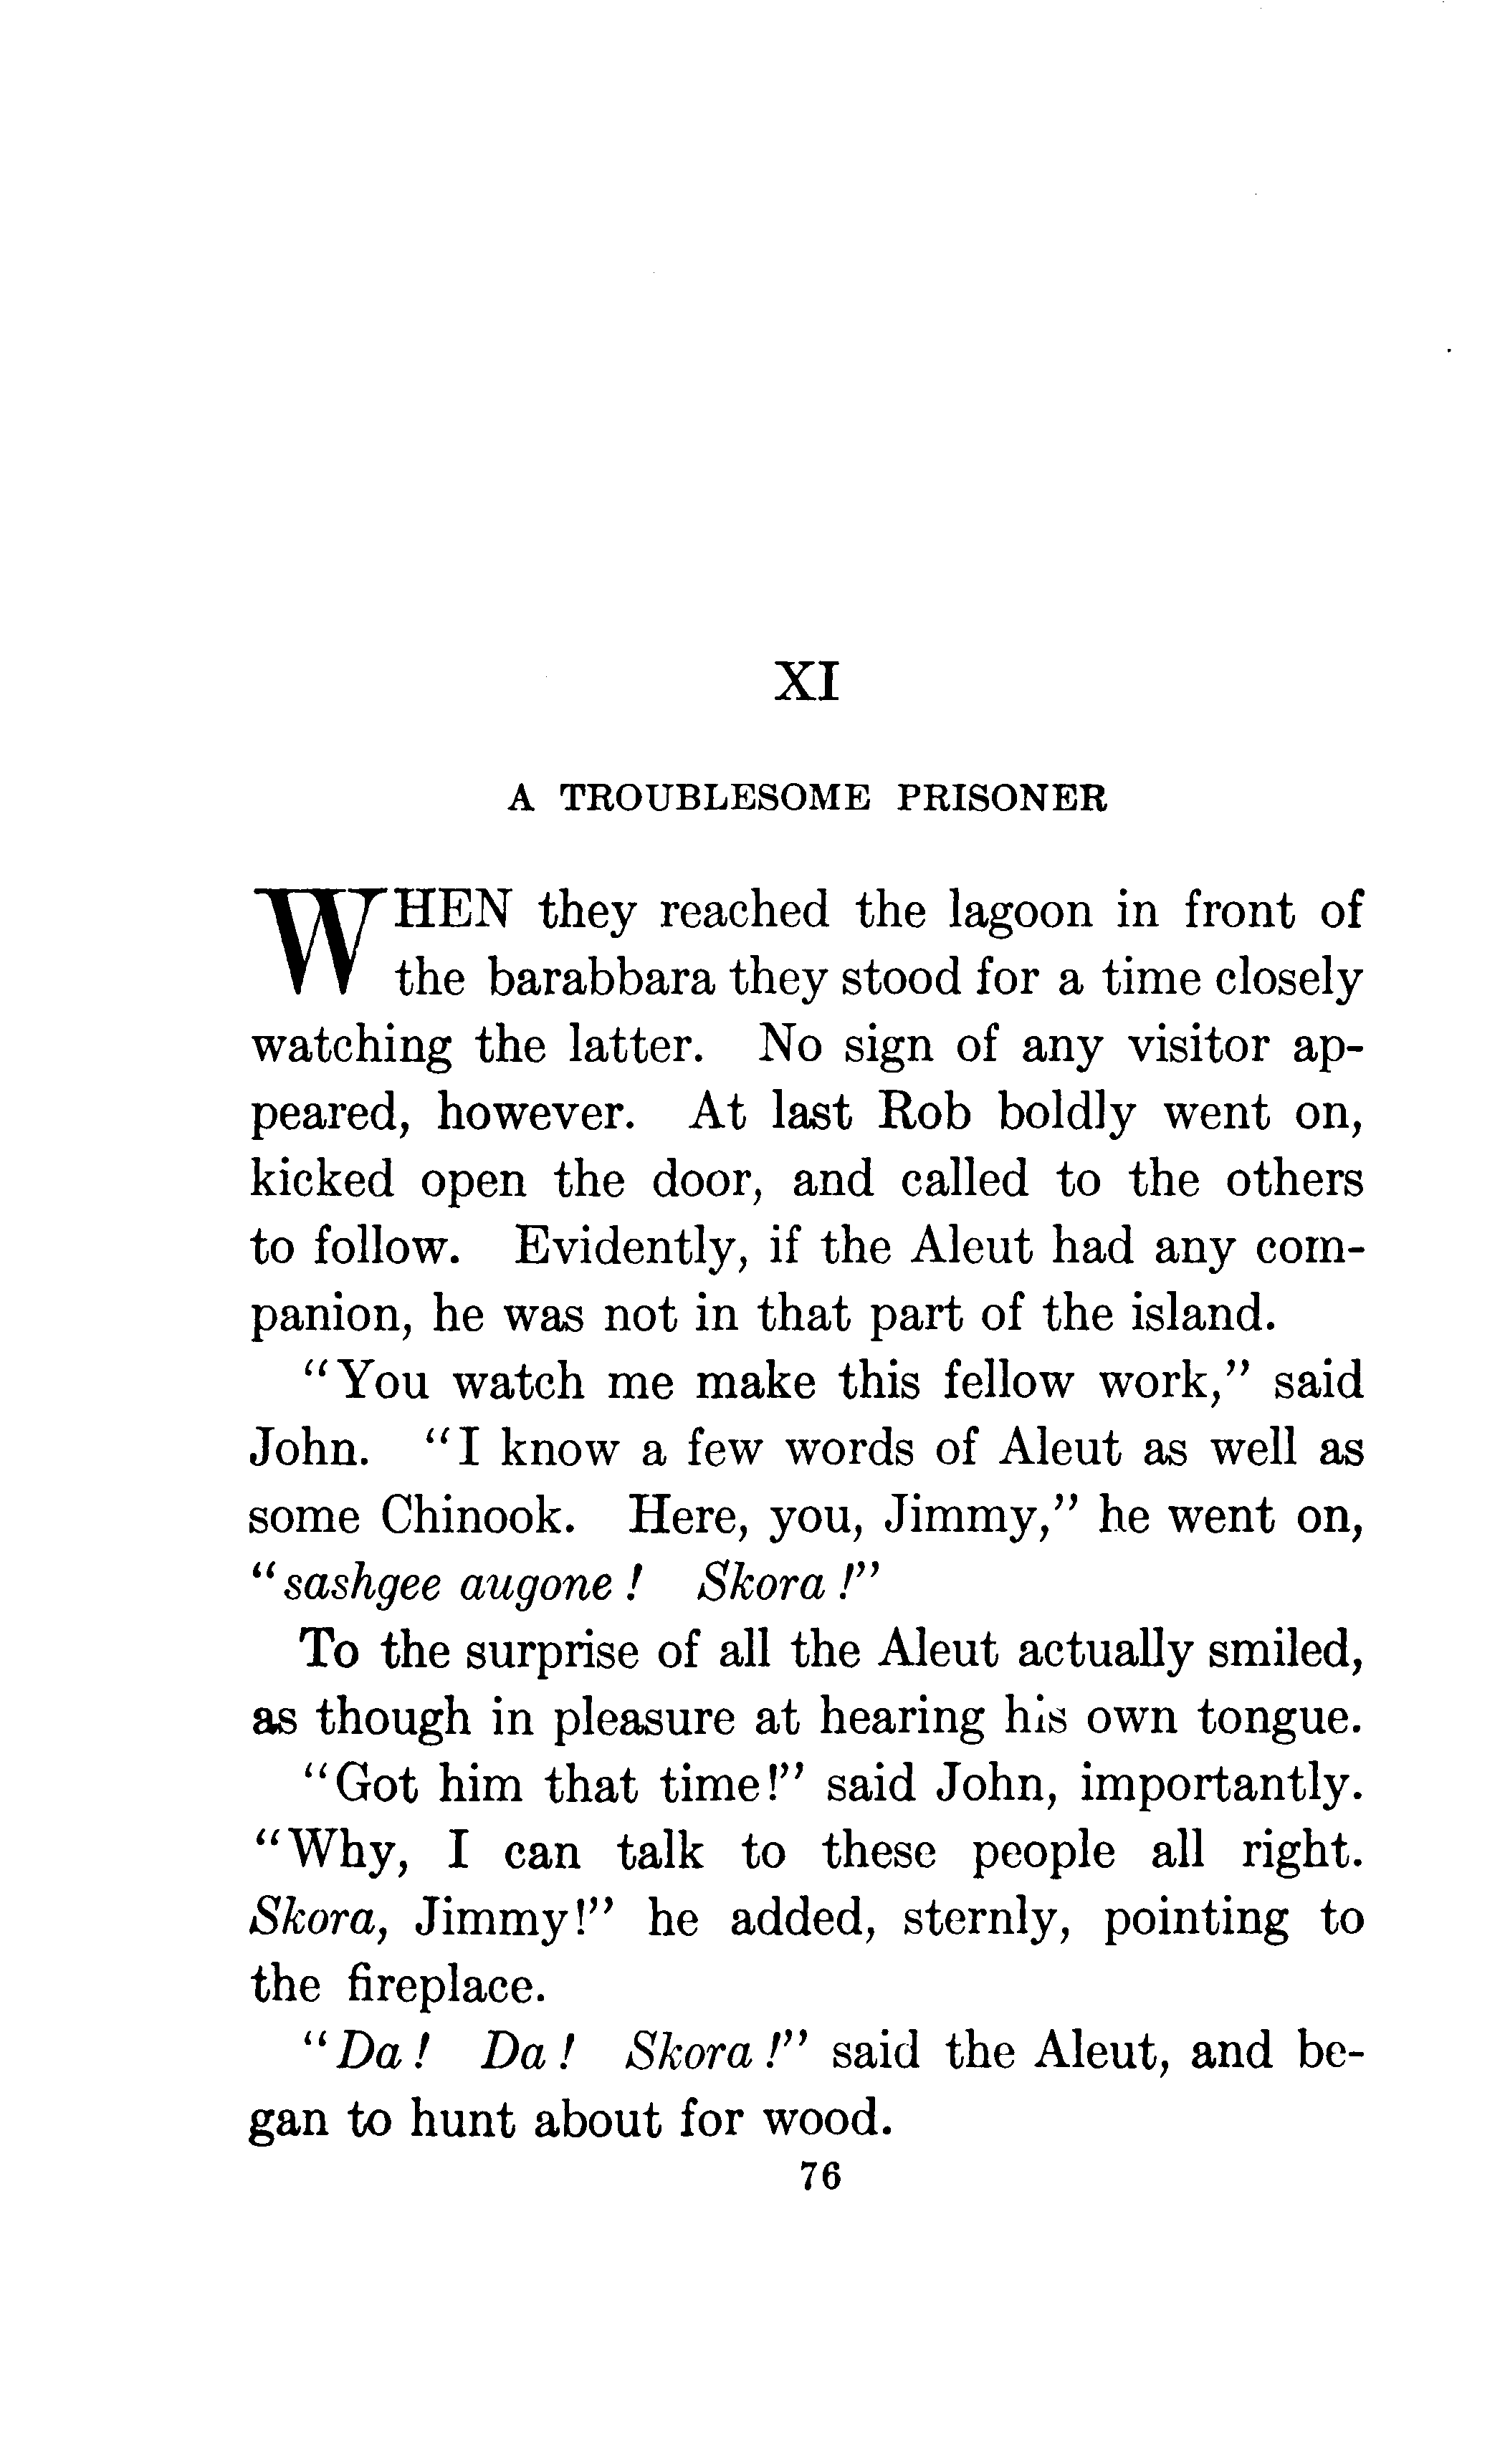 XI
A TROUBLESOME PRISONER
WHEN they reached the lagoon in front of
the barabbara they stood for a time closely
watching the latter. No sign of any visitor ap-
peared, however. At last Rob boldly went on,
kicked open the door, and called to the others
to follow. Evidently, if the Aleut had any com-
panion, he was not in that part of the island.
"You watch me make this fellow work," said
John. "I know a few words of Aleut as well as
some Chinook. Here, you, Jimmy," he went on,
"sashgee augone! Skora!"
To the surprise of all the Aleut actually smiled,
as though in pleasure at hearing his own tongue.
"Got him that time!" said John, importantly.
"Why, I can talk to these people all right.
Skora, Jimmy!" he added, sternly, pointing to
the fireplace.
"Da! Da! Skora!" said the Aleut, and be-
gan to hunt about for wood.
76